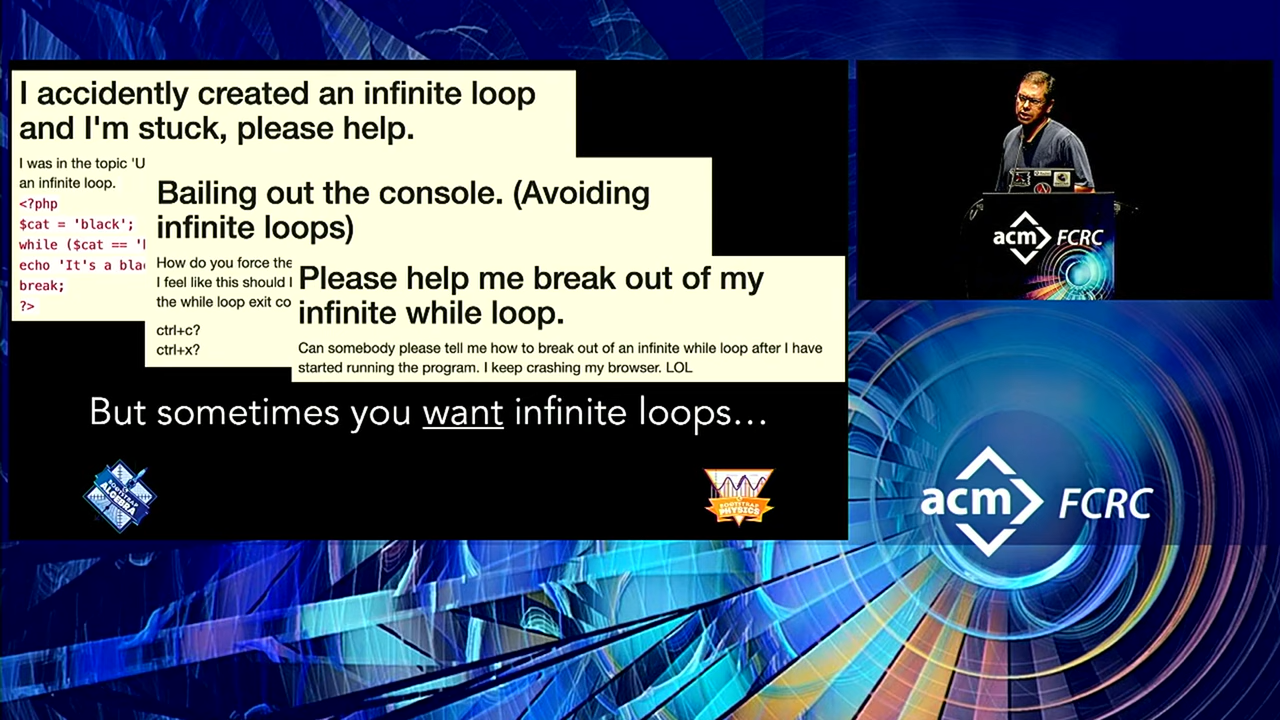 I accidently created an infinite loop
and I'm stuck, please help.
I was in the topic 'U
an infinite loop.
<?php
$cat = 'black';
while ($cat == '
echo 'It's a bla
break;
?>
Bailing out the console. (Avoiding
infinite loops)
How do you force the
I feel like this should
the while loop exit co
ctrl+c?
ctrl+x?
Please help me break out of my
infinite while loop.
Can somebody please tell me how to break out of an infinite while loop after I have
started running the program. I keep crashing my browser. LOL
But sometimes you want infinite loops...
BOOTSTRAP
ALGEBRA
BOOTSTRAP
PHYSICS
acm FCRC
acm FCRC